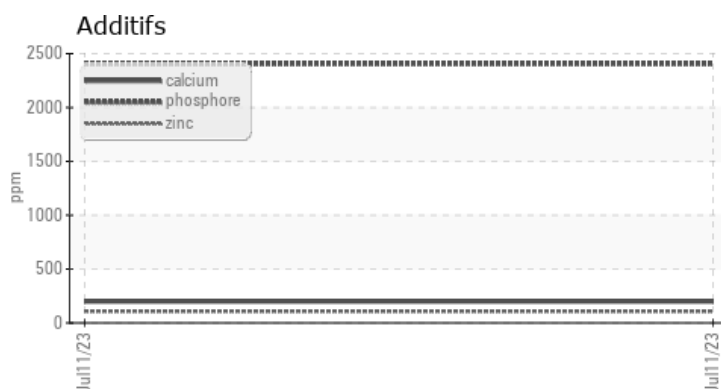 Additifs
2500
calcium
phosphore
zinc
2000
1500
ppm
1000
500
0
Jul11/23
Jul11/23